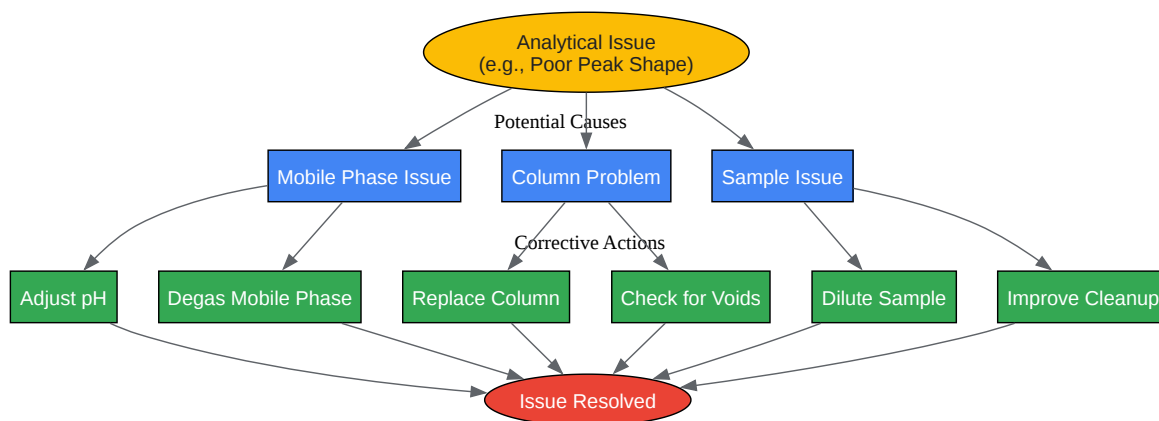 Analytical Issue
(e.g., Poor Peak Shape)
Potential Causes
Mobile Phase Issue
Column Problem
Sample Issue
Corrective Actions
Adjust pH
Degas Mobile Phase
Replace Column
Check for Voids
Dilute Sample
Improve Cleanup
Issue Resolved